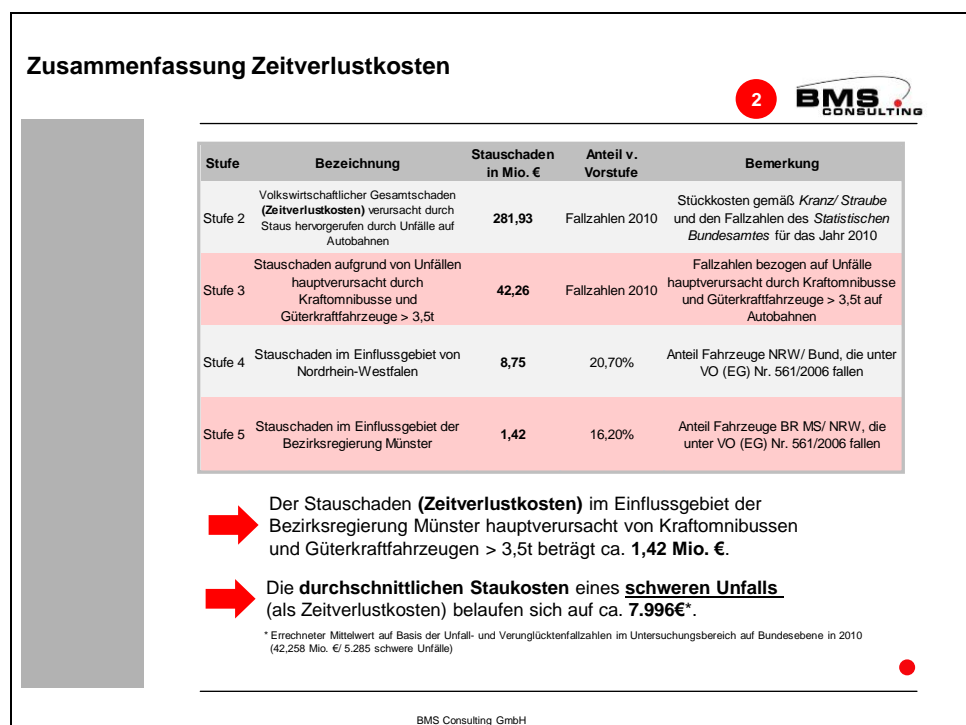 Zusammenfassung Zeitverlustkosten
2
BMS
CONSULTING
Stufe
Bezeichnung
Stauschaden
in Mio. €
Anteil v.
Vorstufe
Bemerkung
Stufe 2
Volkswirtschaftlicher Gesamtschaden
(Zeitverlustkosten) verursacht durch
Staus hervorgerufen durch Unfälle auf
Autobahnen
281,93
Fallzahlen 2010
Stückkosten gemäß Kranz/ Straube
und den Fallzahlen des Statistischen
Bundesamtes für das Jahr 2010
Stufe 3
Stauschaden aufgrund von Unfällen
hauptverursacht durch
Kraftomnibusse und
Güterkraftfahrzeuge > 3,5t
42,26
Fallzahlen 2010
Fallzahlen bezogen auf Unfälle
hauptverursacht durch Kraftomnibusse
und Güterkraftfahrzeuge > 3,5t auf
Autobahnen
Stufe 4
Stauschaden im Einflussgebiet von
Nordrhein-Westfalen
8,75
20,70%
Anteil Fahrzeuge NRW/ Bund, die unter
VO (EG) Nr. 561/2006 fallen
Stufe 5
Stauschaden im Einflussgebiet der
Bezirksregierung Münster
1,42
16,20%
Anteil Fahrzeuge BR MS/ NRW, die
unter VO (EG) Nr. 561/2006 fallen
Der Stauschaden (Zeitverlustkosten) im Einflussgebiet der
Bezirksregierung Münster hauptverursacht von Kraftomnibussen
und Güterkraftfahrzeugen > 3,5t beträgt ca. 1,42 Mio. €.
Die durchschnittlichen Staukosten eines schweren Unfalls
(als Zeitverlustkosten) belaufen sich auf ca. 7.996€*.
* Errechneter Mittelwert auf Basis der Unfall- und Verunglücktenfallzahlen im Untersuchungsbereich auf Bundesebene in 2010
(42,258 Mio. €/ 5.285 schwere Unfälle)
BMS Consulting GmbH